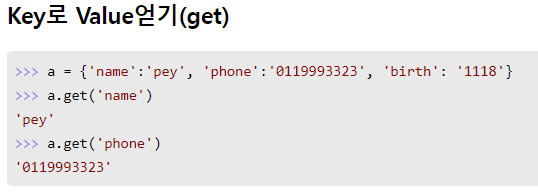 Key로 Value얻기(get)
>>> a = {'name':'pey', 'phone':'0119993323', 'birth': '1118'}
>>> a.get('name')
'pey'
>>> a.get('phone')
'0119993323'